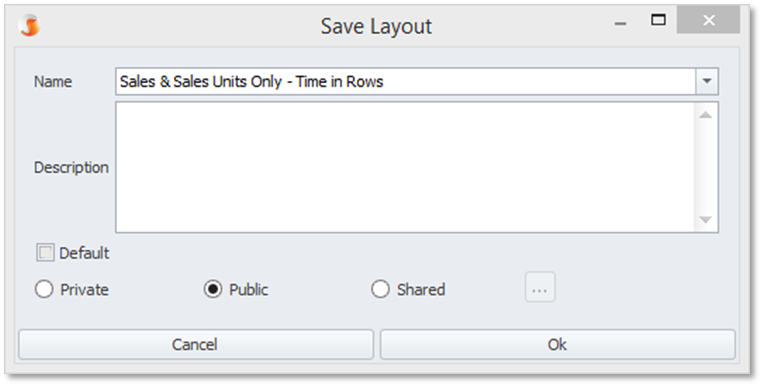 Save Layout
Name
Sales & Sales Units Only - Time in Rows
Description
Default
Private Public Shared ...
Cancel Ok